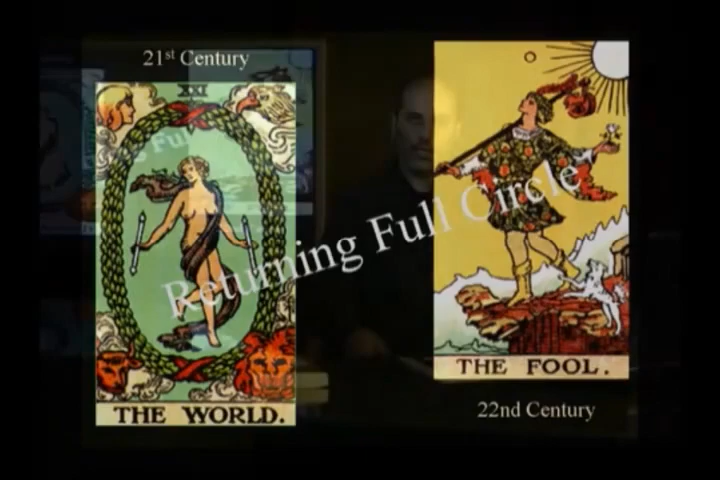 21st Century
XXI
THE WORLD.
Returning Full Circle
THE FOOL.
22nd Century